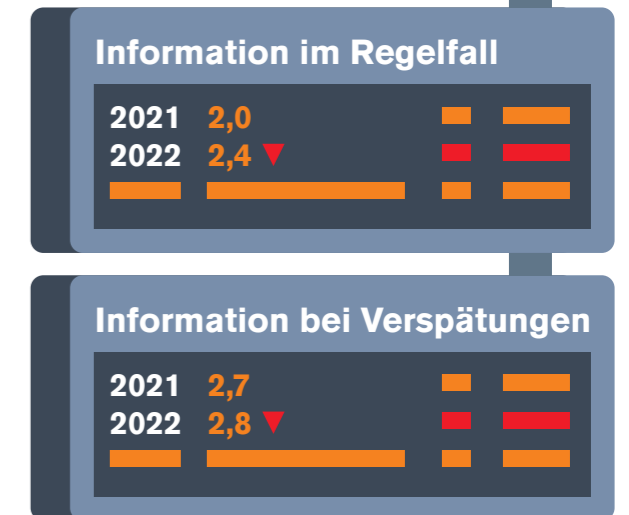 Information im Regelfall
2021 2,0
2022 2,4 ▼
Information bei Verspätungen
2021 2,7
2022 2,8 ▼